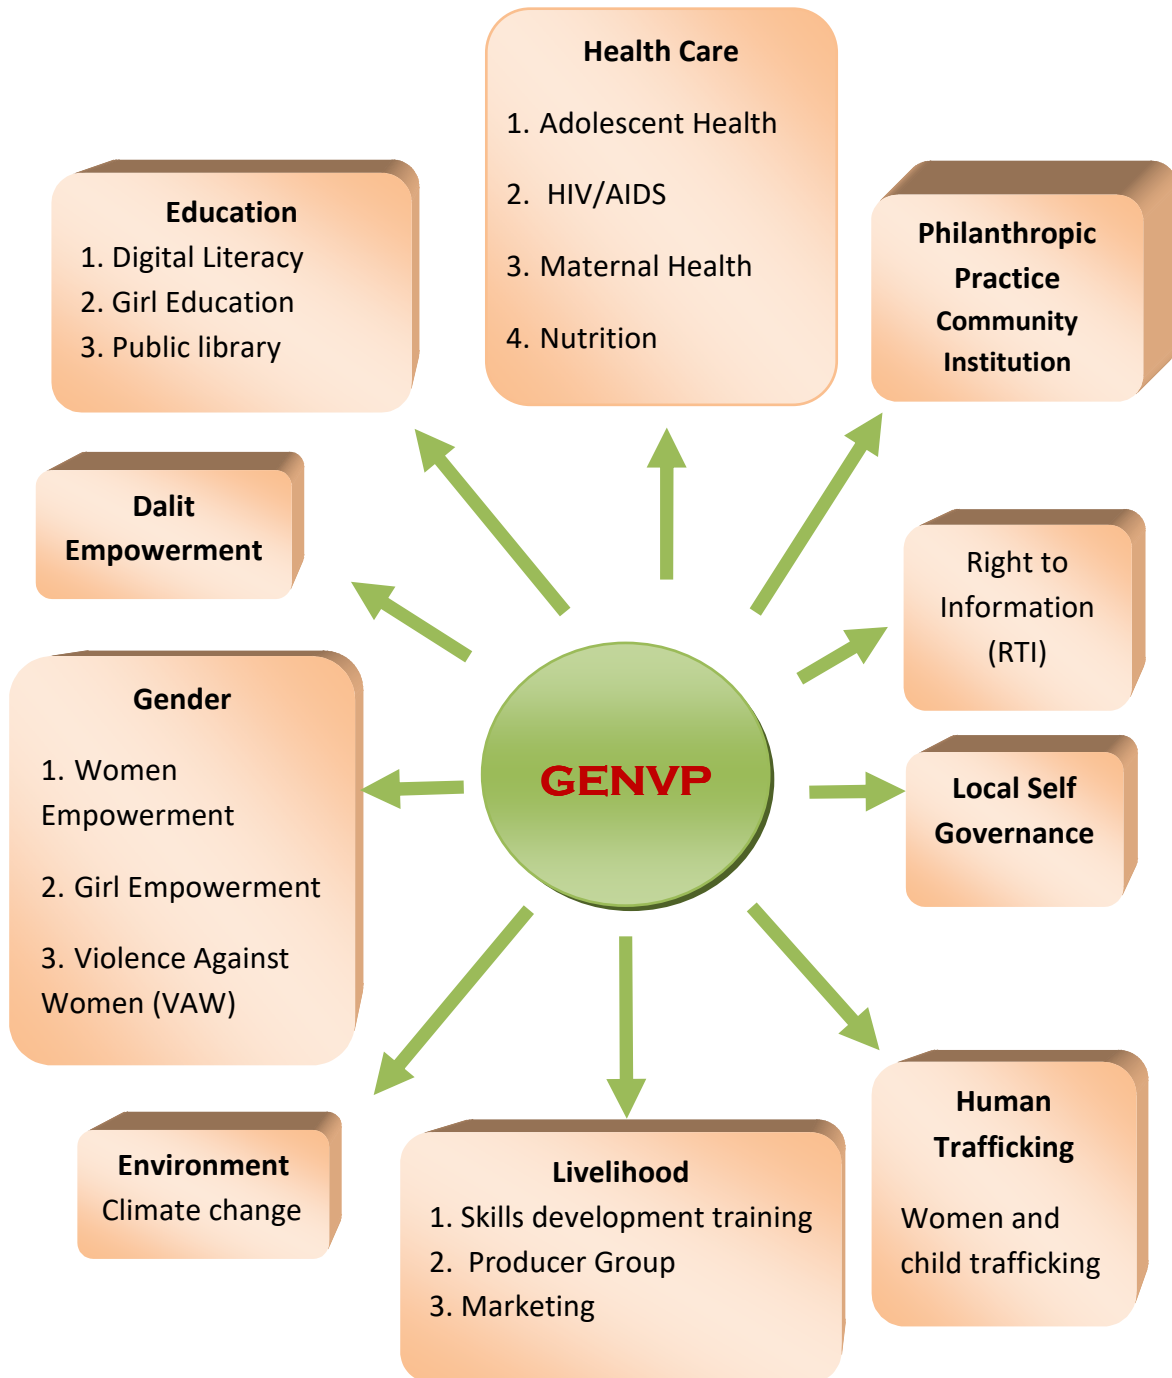 Health Care
1. Adolescent Health
2. HIV/AIDS
3. Maternal Health
4. Nutrition
Education
1. Digital Literacy
2. Girl Education
3. Public library
Philanthropic
Practice
Community
Institution
Dalit
Empowerment
Right to
Information
(RTI)
Gender
1. Women
Empowerment
2. Girl Empowerment
3. Violence Against
Women (VAW)
GENVP
Local Self
Governance
Environment
Climate change
Livelihood
1. Skills development training
2. Producer Group
3. Marketing
Human
Trafficking
Women and
child trafficking